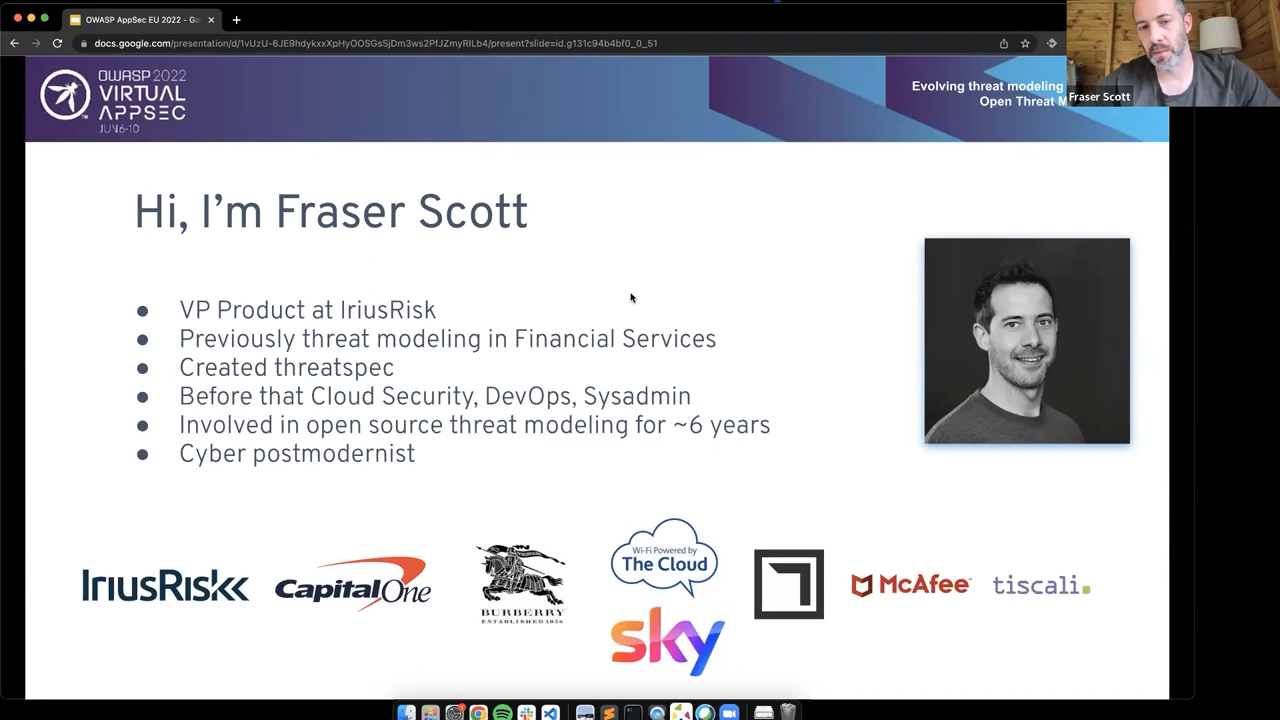 OWASP AppSec EU 2022 - Go
docs.google.com/presentation/d/1vUzU-6JE9hdykxxXpHyOOSGsSjDm3ws2PfJZmyRILb4/present?slide=id.g131c94b4bf0_0_51
OWASP 2022
VIRTUAL
APPSEC
JUN 6-10
TM
Evolving threat modeling
Open Threat M
Fraser Scott
Hi, I'm Fraser Scott
● VP Product at IriusRisk
● Previously threat modeling in Financial Services
● Created threatspec
● Before that Cloud Security, DevOps, Sysadmin
● Involved in open source threat modeling for ~6 years
● Cyber postmodernist
IriusRisk
Capital One
BURBERRY
ESTABLISHED 1856
Wi-Fi Powered by
The Cloud
sky
McAfee™
tiscali.